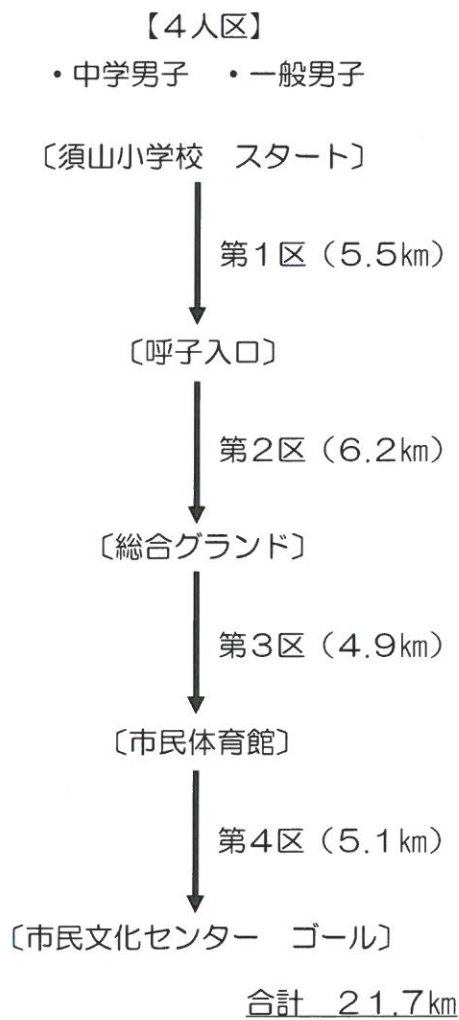 【４人区】
・中学男子　・一般男子
〔須山小学校　スタート〕
第１区（５.５㎞）
〔呼子入口〕
第２区（６.２㎞）
〔総合グランド〕
第３区（４.９㎞）
〔市民体育館〕
第４区（５.１㎞）
〔市民文化センター　ゴール〕
合計　２１.７㎞